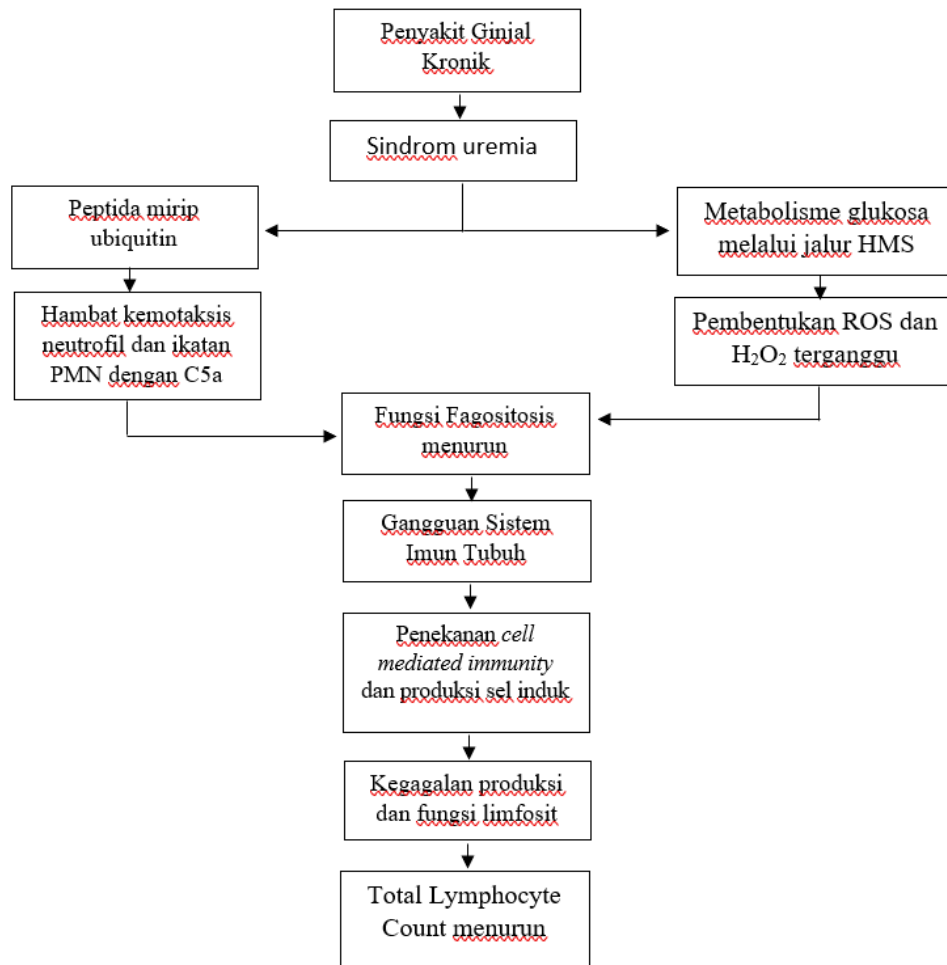 Penyakit Ginjal
Kronik
Sindrom uremia
Peptida mirip
ubiquitin
Metabolisme glukosa
melalui jalur HMS
Hambat kemotaksis
neutrofil dan ikatan
PMN dengan C5a
Pembentukan ROS dan
H₂O₂ terganggu
Fungsi Fagositosis
menurun
Gangguan Sistem
Imun Tubuh
Penekanan cell
mediated immunity
dan produksi sel induk
Kegagalan produksi
dan fungsi limfosit
Total Lymphocyte
Count menurun